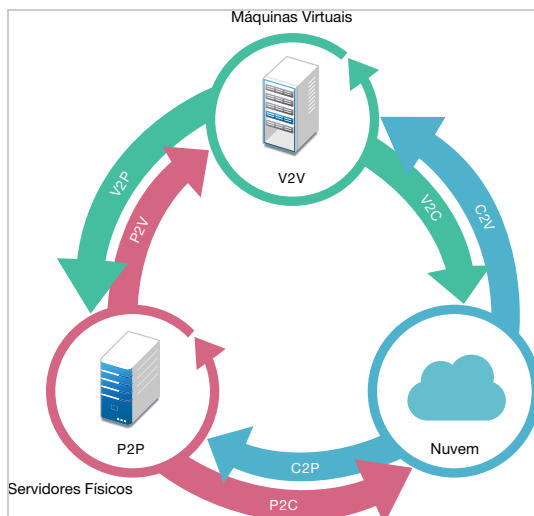 Máquinas Virtuais
V2V
V2P
P2V
V2C
C2V
P2P
Nuvem
C2P
Servidores Físicos
P2C